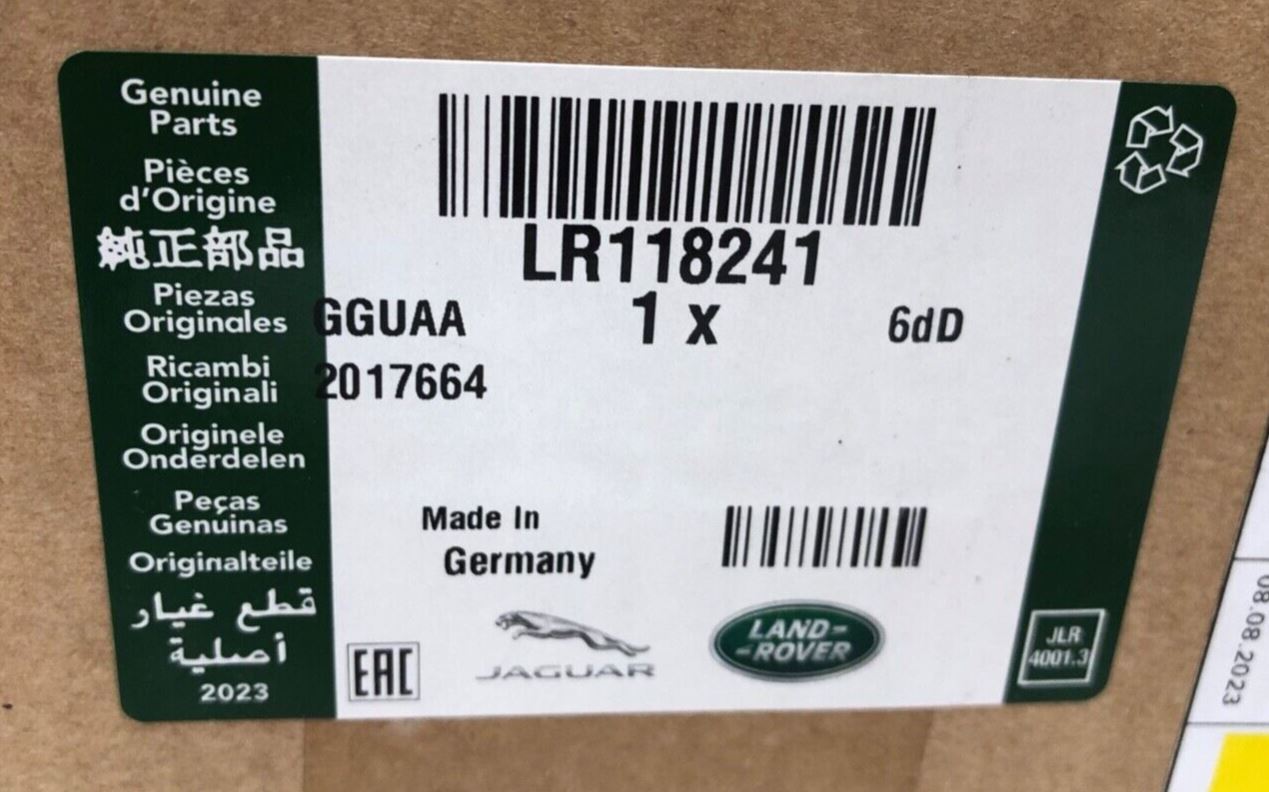 Genuine
Parts
Pièces
d'Origine
純正部品
Piezas
Originales
Ricambi
Originali
Originele
Onderdelen
Peças
Genuinas
Originalteile
قطع غيار
أصلية
2023
LR118241
GGUAA 1 x 6dD
2017664
Made In
Germany
EAC
JAGUAR
LAND-
-ROVER
JLR
4001.3
08.08.2023